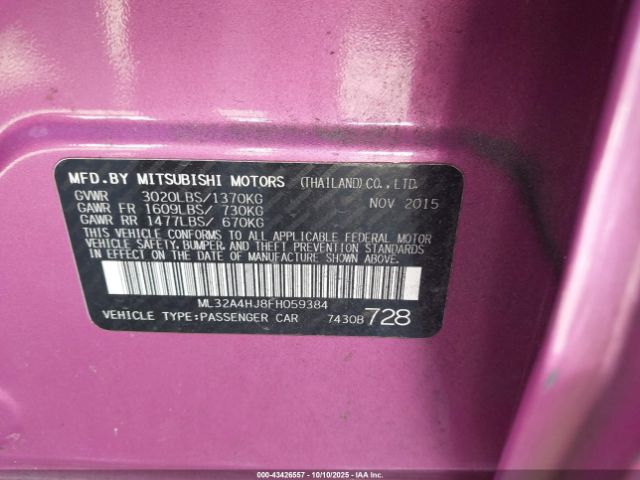 MFD.BY MITSUBISHI MOTORS (THAILAND)CO.,LTD.
GVWR 3020LBS/1370KG NOV 2015
GAWR FR 1609LBS/ 730KG
GAWR RR 1477LBS/ 670KG
THIS VEHICLE CONFORMS TO ALL APPLICABLE FEDERAL MOTOR
VEHICLE SAFETY, BUMPER, AND THEFT PREVENTION STANDARDS
IN EFFECT ON THE DATE OF MANUFACTURE SHOWN ABOVE.
ML32A4HJ8FH059384
VEHICLE TYPE:PASSENGER CAR 7430B 728
000-43426557 - 10/10/2025 - IAAI.COM